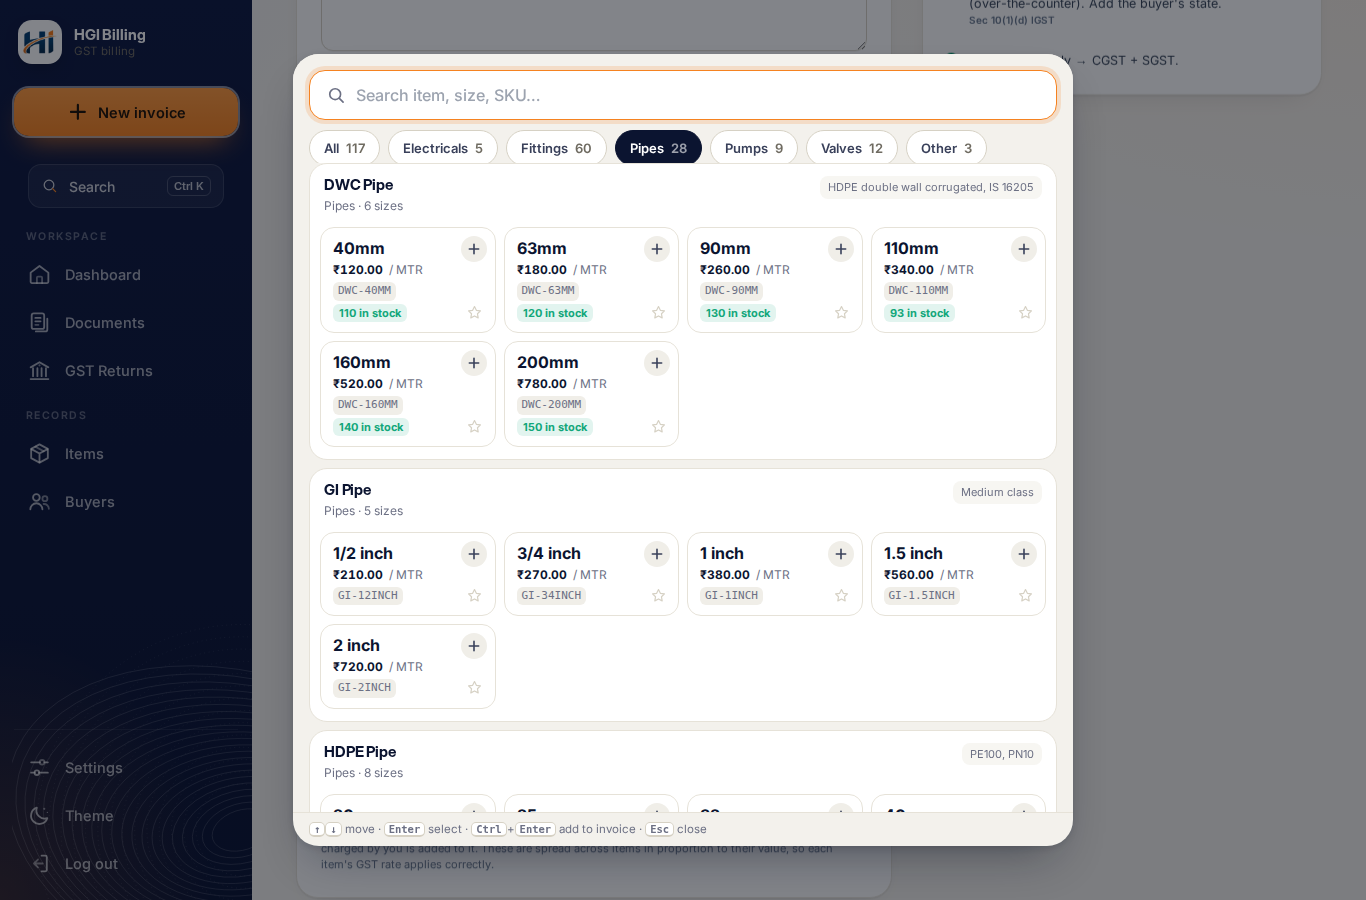 HGI Billing
GST billing
New invoice
Search Ctrl K
WORKSPACE
Dashboard
Documents
GST Returns
RECORDS
Items
Buyers
Settings
Theme
Log out
(over-the-counter). Add the buyer's state.
Sec 10(1)(d) IGST
→ CGST + SGST.
Search item, size, SKU...
All 117 Electricals 5 Fittings 60 Pipes 28 Pumps 9 Valves 12 Other 3
DWC Pipe HDPE double wall corrugated, IS 16205
Pipes · 6 sizes
40mm 63mm 90mm 110mm
₹120.00 / MTR ₹180.00 / MTR ₹260.00 / MTR ₹340.00 / MTR
DWC-40MM DWC-63MM DWC-90MM DWC-110MM
110 in stock 120 in stock 130 in stock 93 in stock
160mm 200mm
₹520.00 / MTR ₹780.00 / MTR
DWC-160MM DWC-200MM
140 in stock 150 in stock
GI Pipe Medium class
Pipes · 5 sizes
1/2 inch 3/4 inch 1 inch 1.5 inch
₹210.00 / MTR ₹270.00 / MTR ₹380.00 / MTR ₹560.00 / MTR
GI-12INCH GI-34INCH GI-1INCH GI-1.5INCH
2 inch
₹720.00 / MTR
GI-2INCH
HDPE Pipe PE100, PN10
Pipes · 8 sizes
↑ ↓ move · Enter select · Ctrl+Enter add to invoice · Esc close
charged by you is added to it. These are spread across items in proportion to their value, so each
item's GST rate applies correctly.